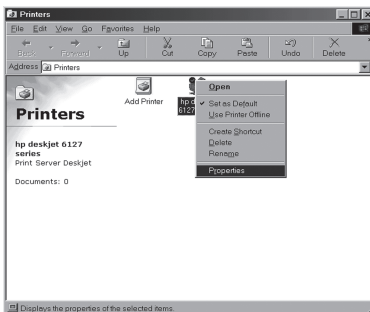 Printers
File Edit View Go Favorites Help
Back Forward Up Cut Copy Paste Undo Delete
Address Printers
Printers
hp deskjet 6127
series
Print Server Deskjet
Documents: 0
Add Printer
hp d
6127
Open
Set as Default
Use Printer Offline
Create Shortcut
Delete
Rename
Properties
Displays the properties of the selected items.